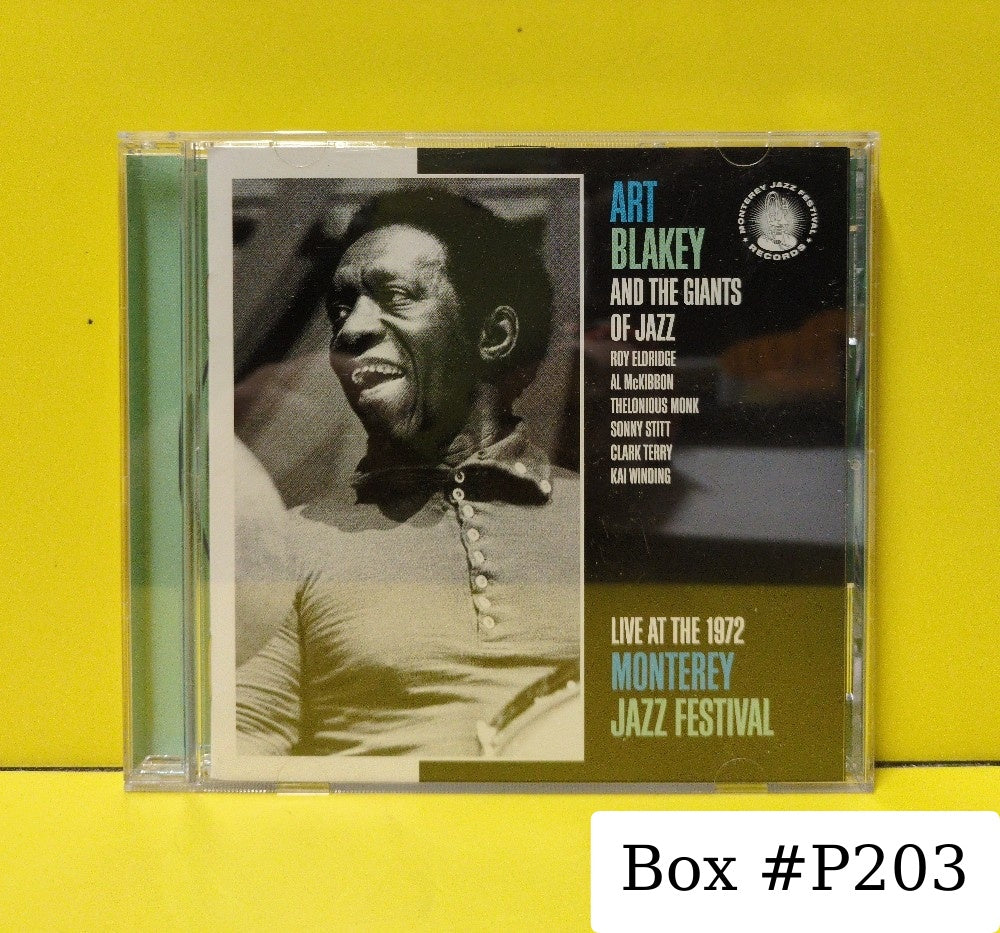 ART
BLAKEY
AND THE GIANTS
OF JAZZ
ROY ELDRIDGE
AL McKIBBON
THELONIOUS MONK
SONNY STITT
CLARK TERRY
KAI WINDING
MONTEREY JAZZ FESTIVAL
RECORDS
LIVE AT THE 1972
MONTEREY
JAZZ FESTIVAL
Box #P203